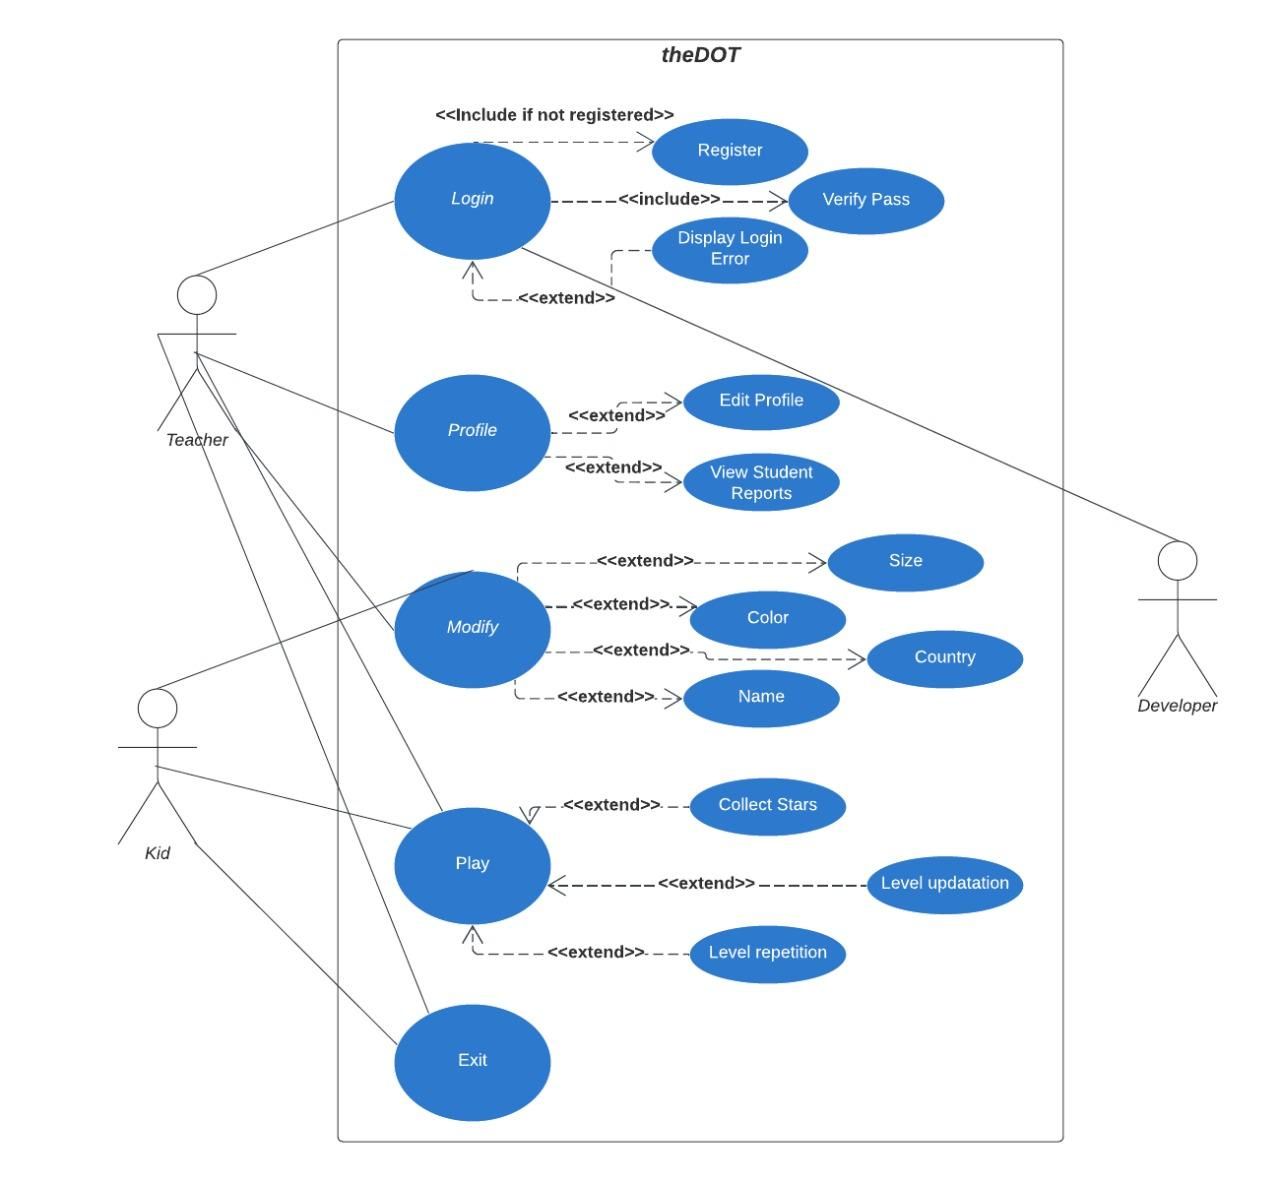 theDOT
<<Include if not registered>>
Register
Login
<<include>>
Verify Pass
Display Login
Error
<<extend>>
Teacher
Profile
<<extend>>
Edit Profile
<<extend>>
View Student
Reports
Modify
<<extend>>
Size
<<extend>>
Color
<<extend>>
Country
<<extend>>
Name
Developer
Kid
Play
<<extend>>
Collect Stars
<<extend>>
Level updatation
<<extend>>
Level repetition
Exit